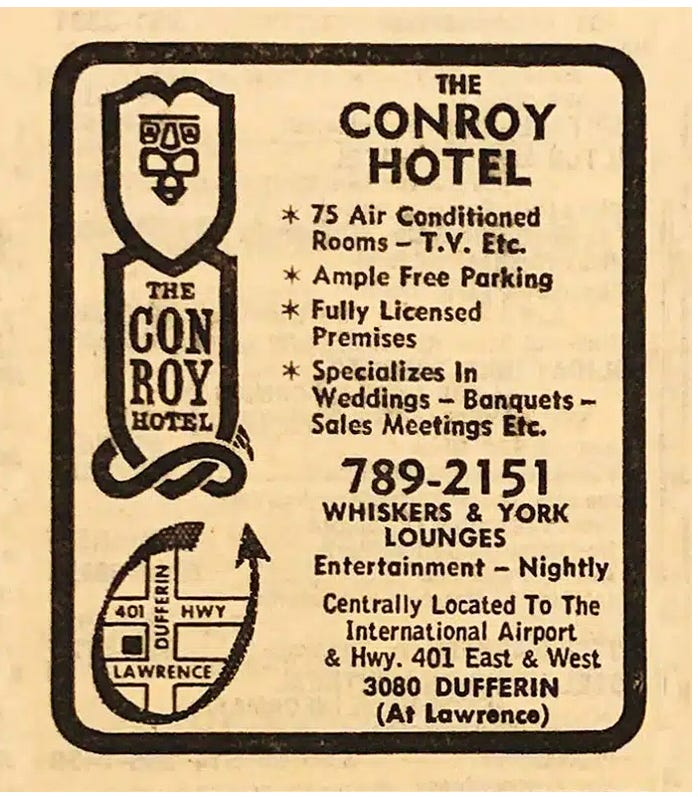 THE
CONROY
HOTEL
* 75 Air Conditioned
Rooms – T.V. Etc.
* Ample Free Parking
* Fully Licensed
Premises
* Specializes In
Weddings – Banquets –
Sales Meetings Etc.
789-2151
WHISKERS & YORK
LOUNGES
Entertainment – Nightly
Centrally Located To The
International Airport
& Hwy. 401 East & West
3080 DUFFERIN
(At Lawrence)
THE
CON
ROY
HOTEL
DUFFERIN
401 HWY
LAWRENCE